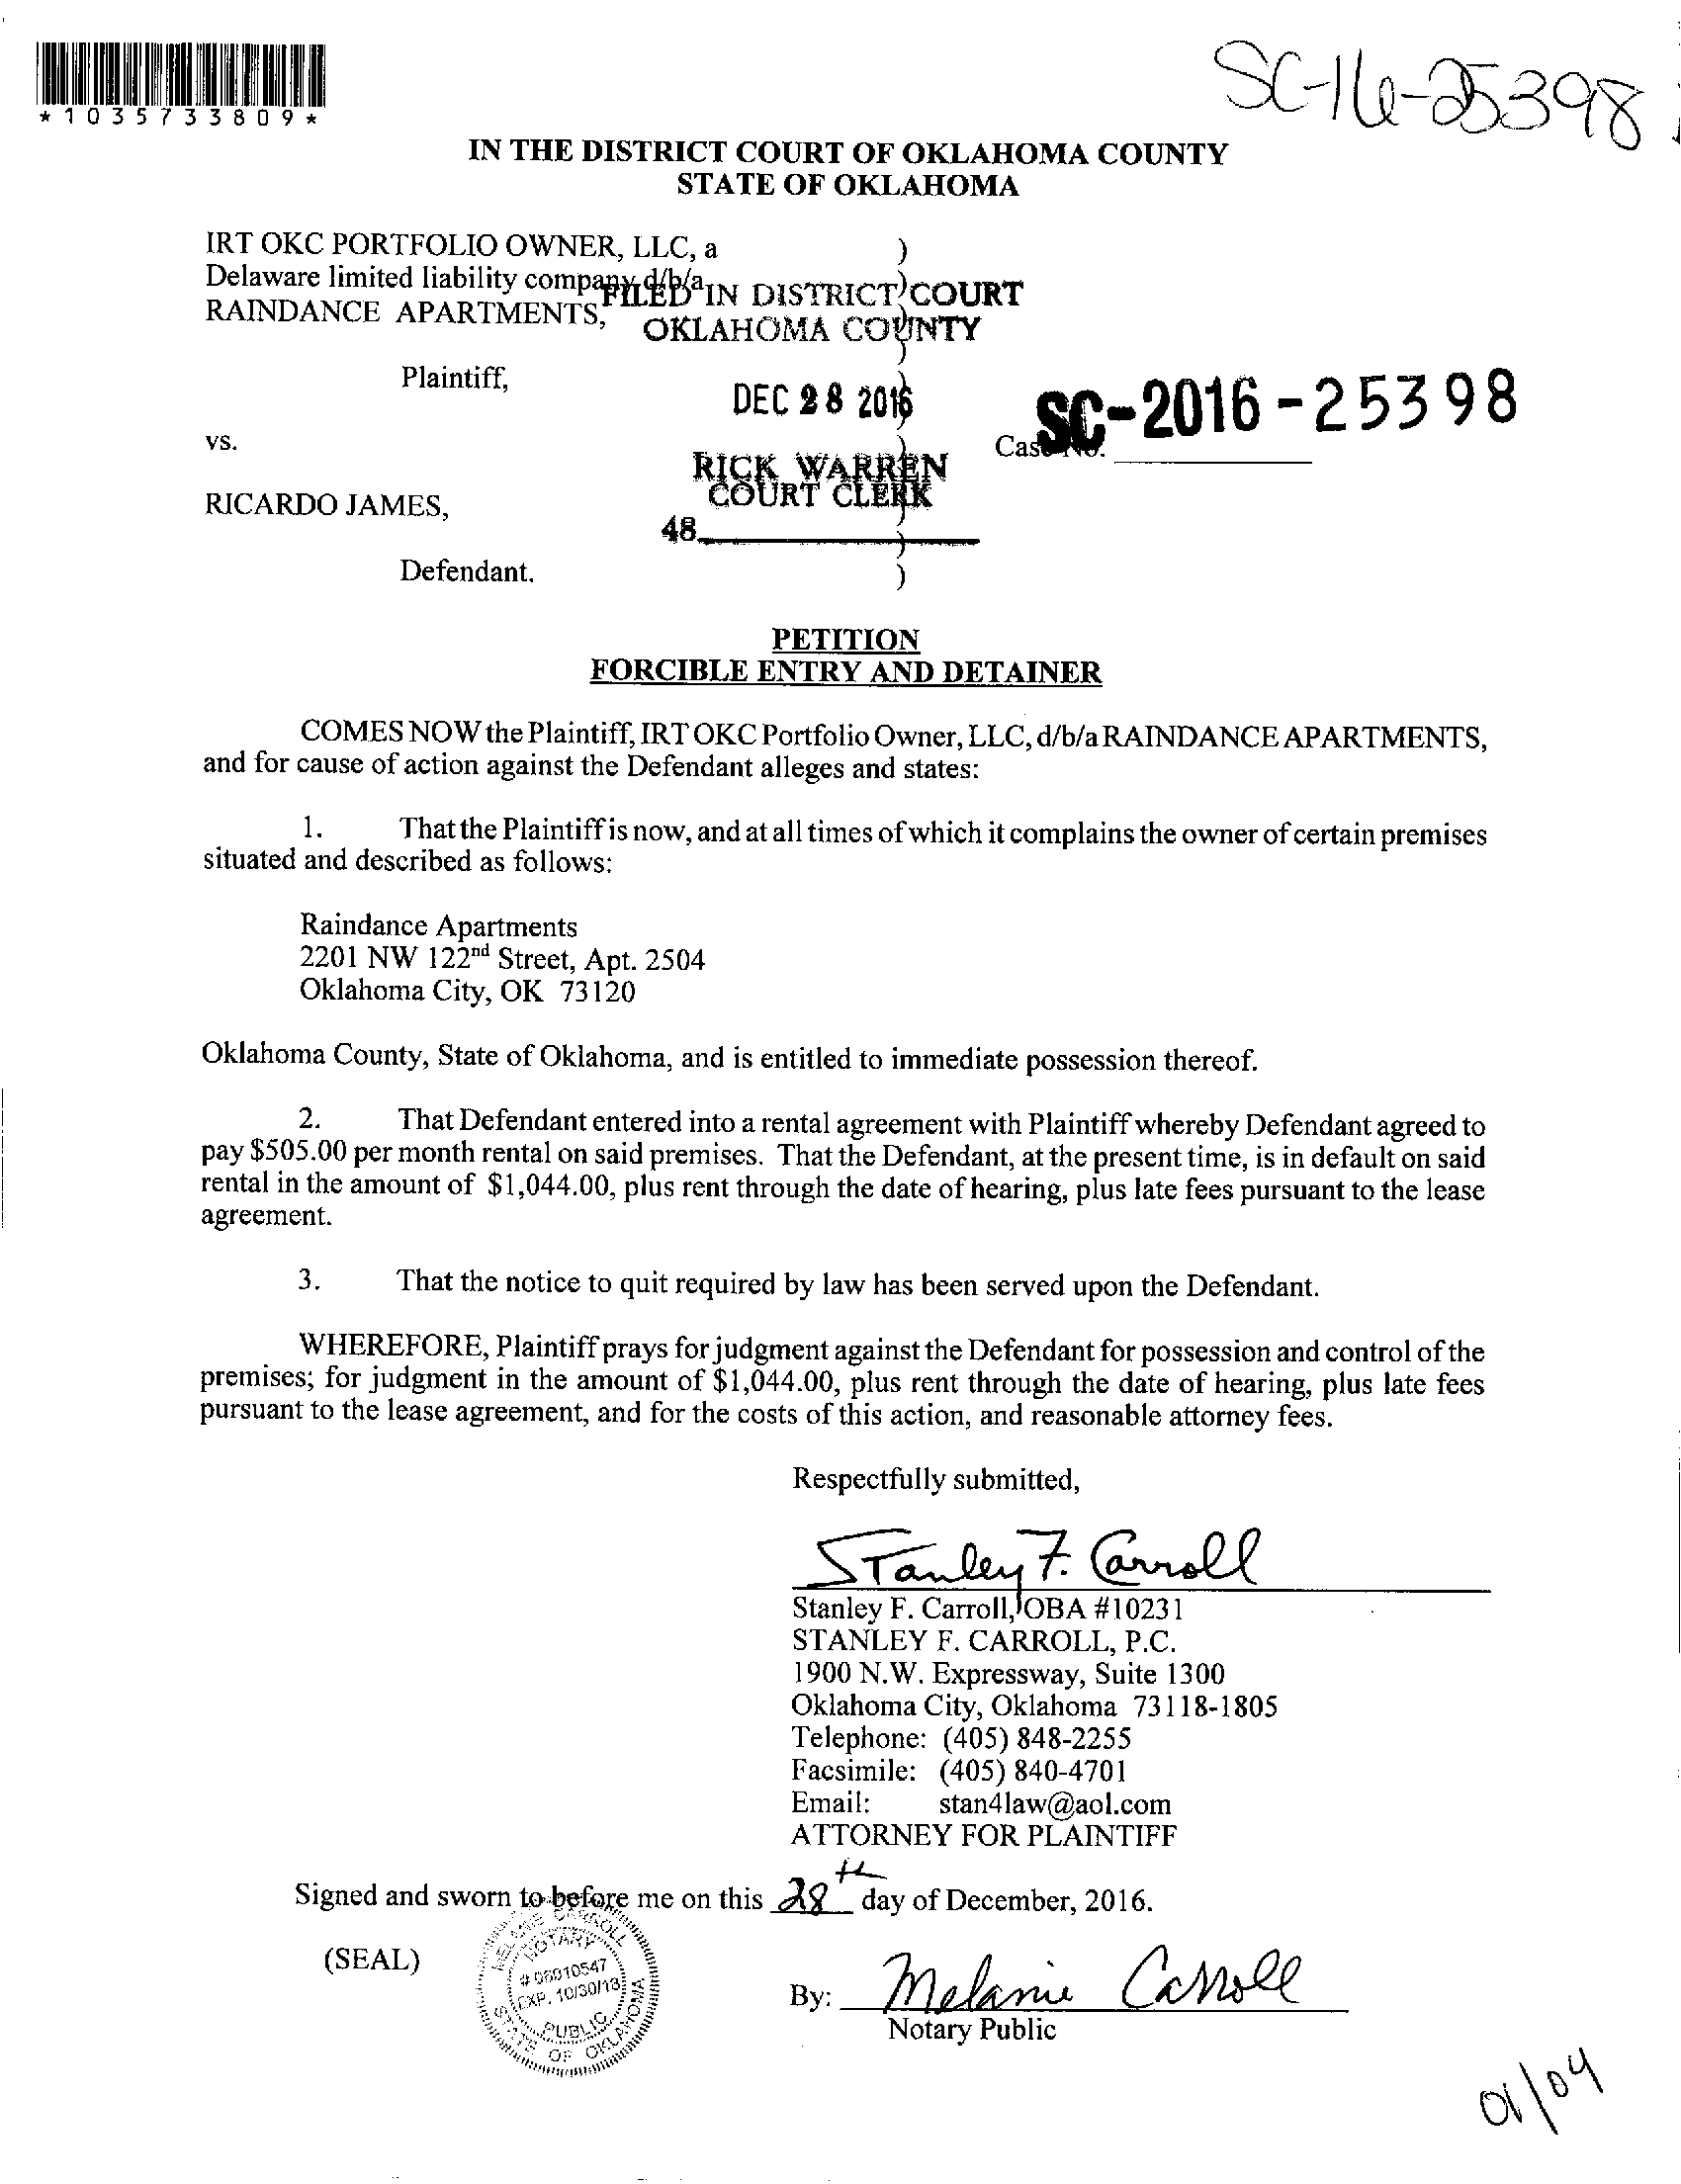 SC-16-25398
*1035733809*
IN THE DISTRICT COURT OF OKLAHOMA COUNTY
STATE OF OKLAHOMA
IRT OKC PORTFOLIO OWNER, LLC, a )
Delaware limited liability company d/b/a )
RAINDANCE APARTMENTS, )
FILED IN DISTRICT COURT
OKLAHOMA COUNTY
Plaintiff, )
DEC 28 2016
SC-2016-25398
vs. ) Case No.
RICK WARREN
COURT CLERK
RICARDO JAMES, )
48
Defendant. )
PETITION
FORCIBLE ENTRY AND DETAINER
COMES NOW the Plaintiff, IRT OKC Portfolio Owner, LLC, d/b/a RAINDANCE APARTMENTS,
and for cause of action against the Defendant alleges and states:
1. That the Plaintiff is now, and at all times of which it complains the owner of certain premises
situated and described as follows:
Raindance Apartments
2201 NW 122nd Street, Apt. 2504
Oklahoma City, OK 73120
Oklahoma County, State of Oklahoma, and is entitled to immediate possession thereof.
2. That Defendant entered into a rental agreement with Plaintiff whereby Defendant agreed to
pay $505.00 per month rental on said premises. That the Defendant, at the present time, is in default on said
rental in the amount of $1,044.00, plus rent through the date of hearing, plus late fees pursuant to the lease
agreement.
3. That the notice to quit required by law has been served upon the Defendant.
WHEREFORE, Plaintiff prays for judgment against the Defendant for possession and control of the
premises; for judgment in the amount of $1,044.00, plus rent through the date of hearing, plus late fees
pursuant to the lease agreement, and for the costs of this action, and reasonable attorney fees.
Respectfully submitted,
Stanley F. Carroll
Stanley F. Carroll, OBA #10231
STANLEY F. CARROLL, P.C.
1900 N.W. Expressway, Suite 1300
Oklahoma City, Oklahoma 73118-1805
Telephone: (405) 848-2255
Facsimile: (405) 840-4701
Email: stan4law@aol.com
ATTORNEY FOR PLAINTIFF
Signed and sworn to before me on this 28th day of December, 2016.
(SEAL)
MELANIE CARROLL
NOTARY
# 06010547
EXP. 10/30/18
PUBLIC
STATE OF OKLAHOMA
By: Melanie Carroll
Notary Public
01/04